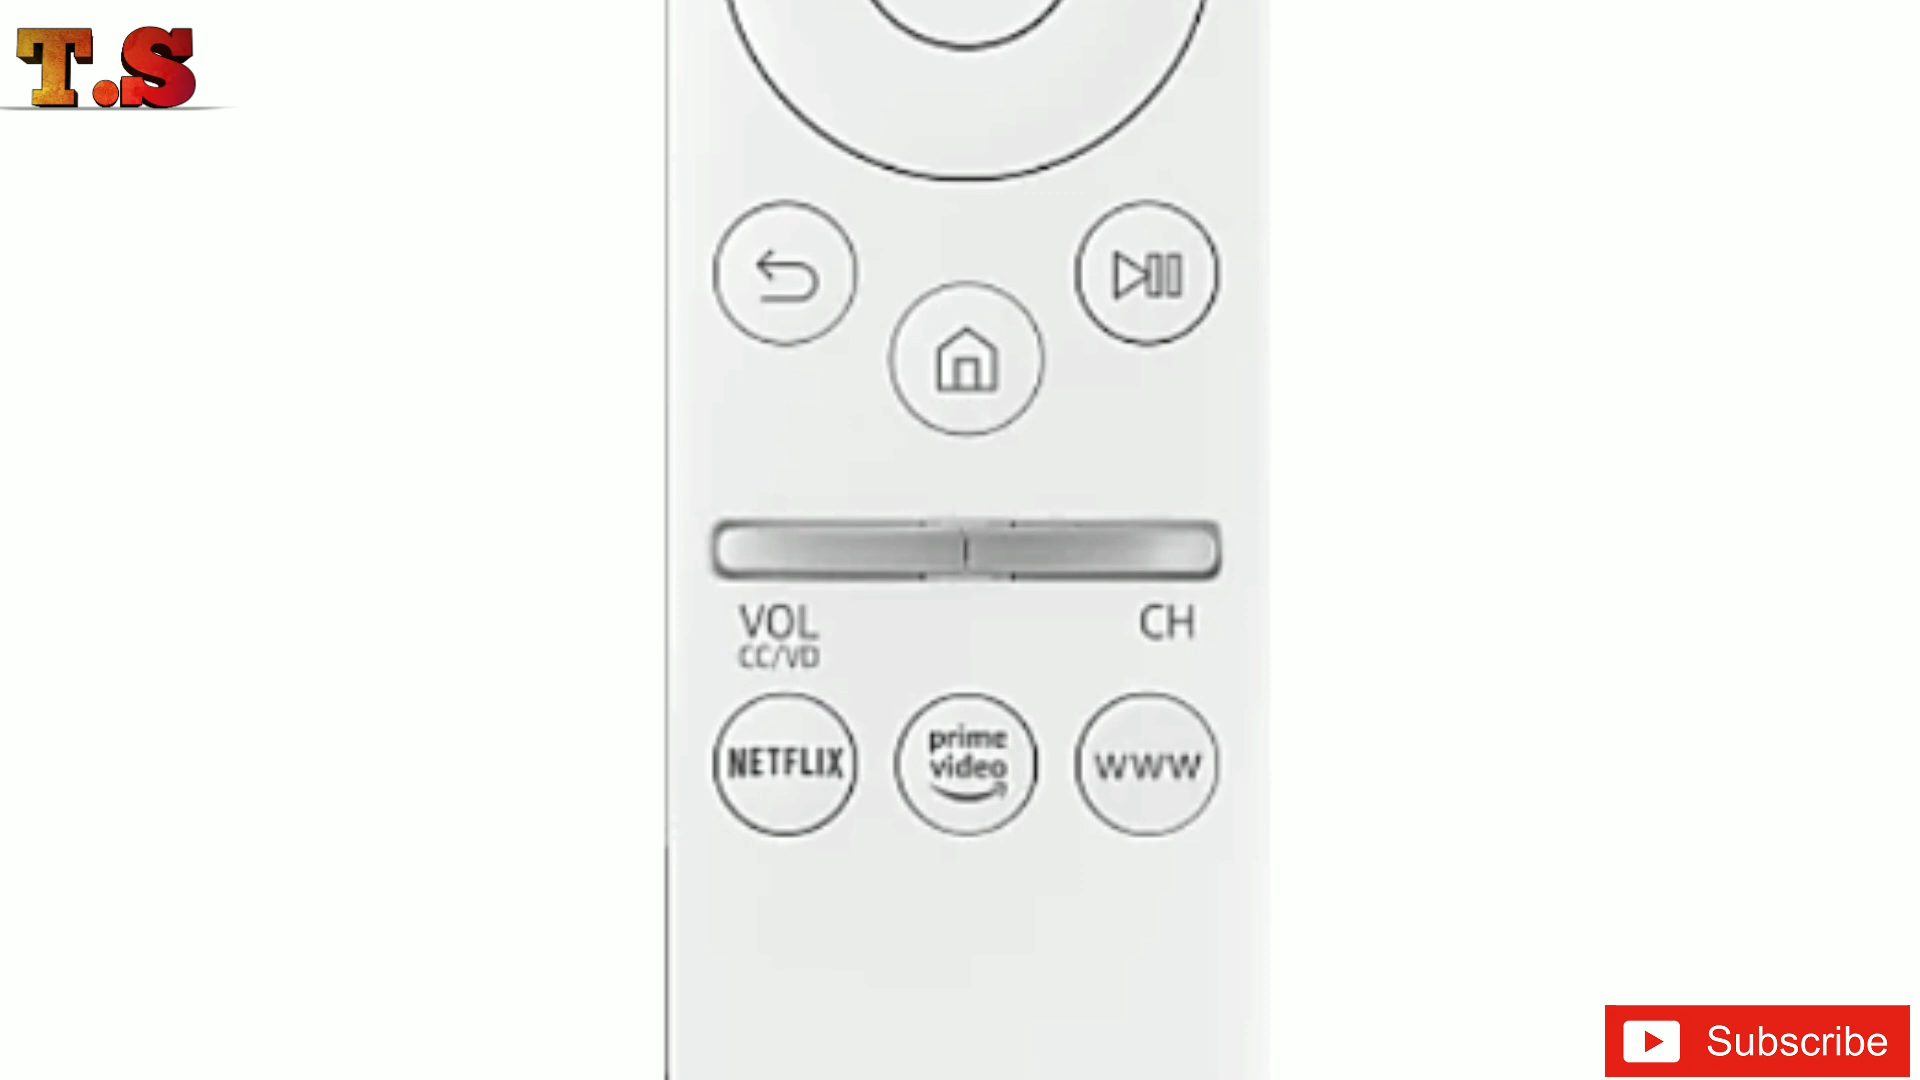 T.S
VOL
CH
CC/VD
NETFLIX
prime
video
www
Subscribe